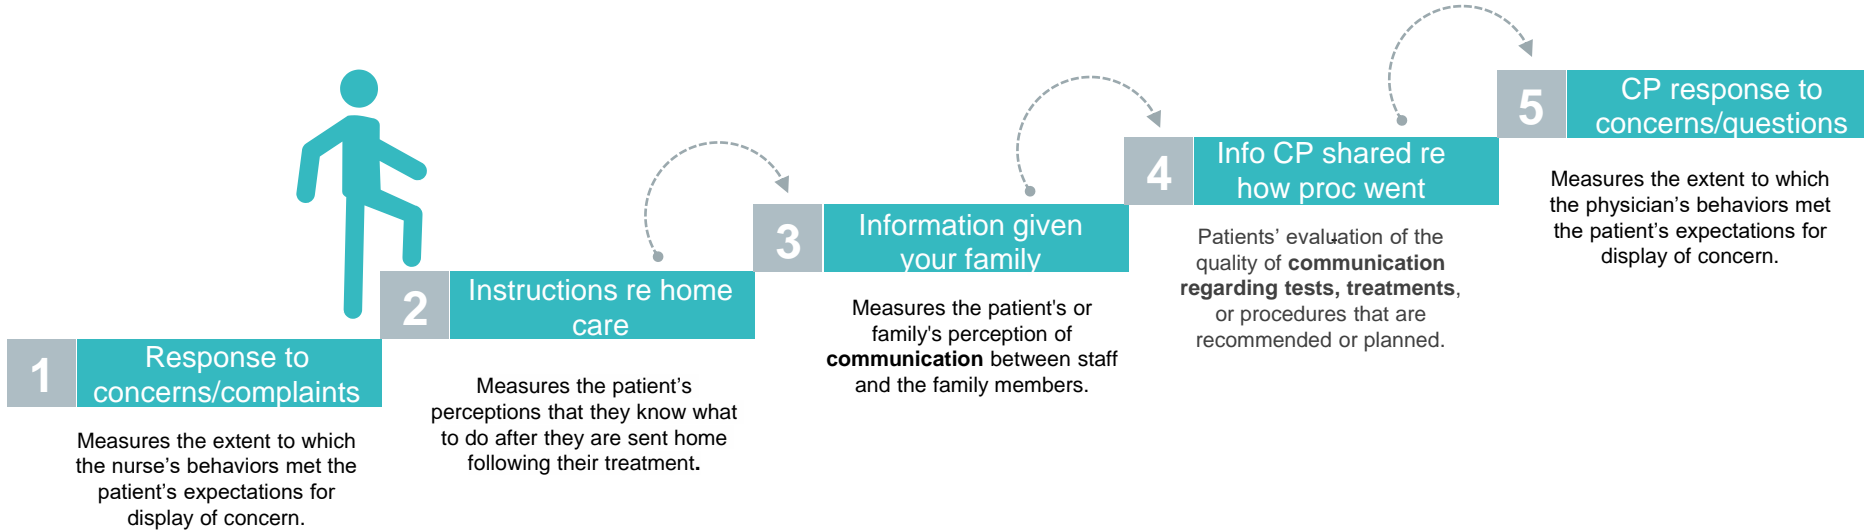 1
Response to
concerns/complaints
Measures the extent to which
the nurse’s behaviors met the
patient’s expectations for
display of concern.
2
Instructions re home
care
Measures the patient’s
perceptions that they know what
to do after they are sent home
following their treatment.
3
Information given
your family
Measures the patient's or
family's perception of
communication between staff
and the family members.
4
Info CP shared re
how proc went
Patients’ evaluation of the
quality of communication
regarding tests, treatments,
or procedures that are
recommended or planned.
5
CP response to
concerns/questions
Measures the extent to which
the physician’s behaviors met
the patient’s expectations for
display of concern.